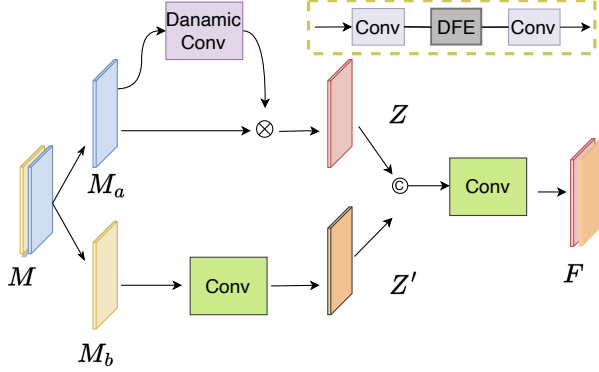 Danamic
Conv
Conv DFE Conv
Z
M_a
©
Conv
M
Conv
Z'
F
M_b